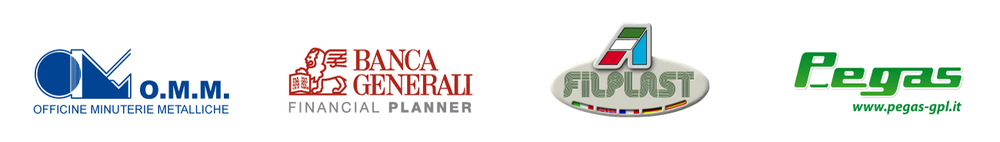 O.M.M.
OFFICINE MINUTERIE METALLICHE
BANCA
GENERALI
FINANCIAL PLANNER
FILPLAST
Pegas
www.pegas-gpl.it